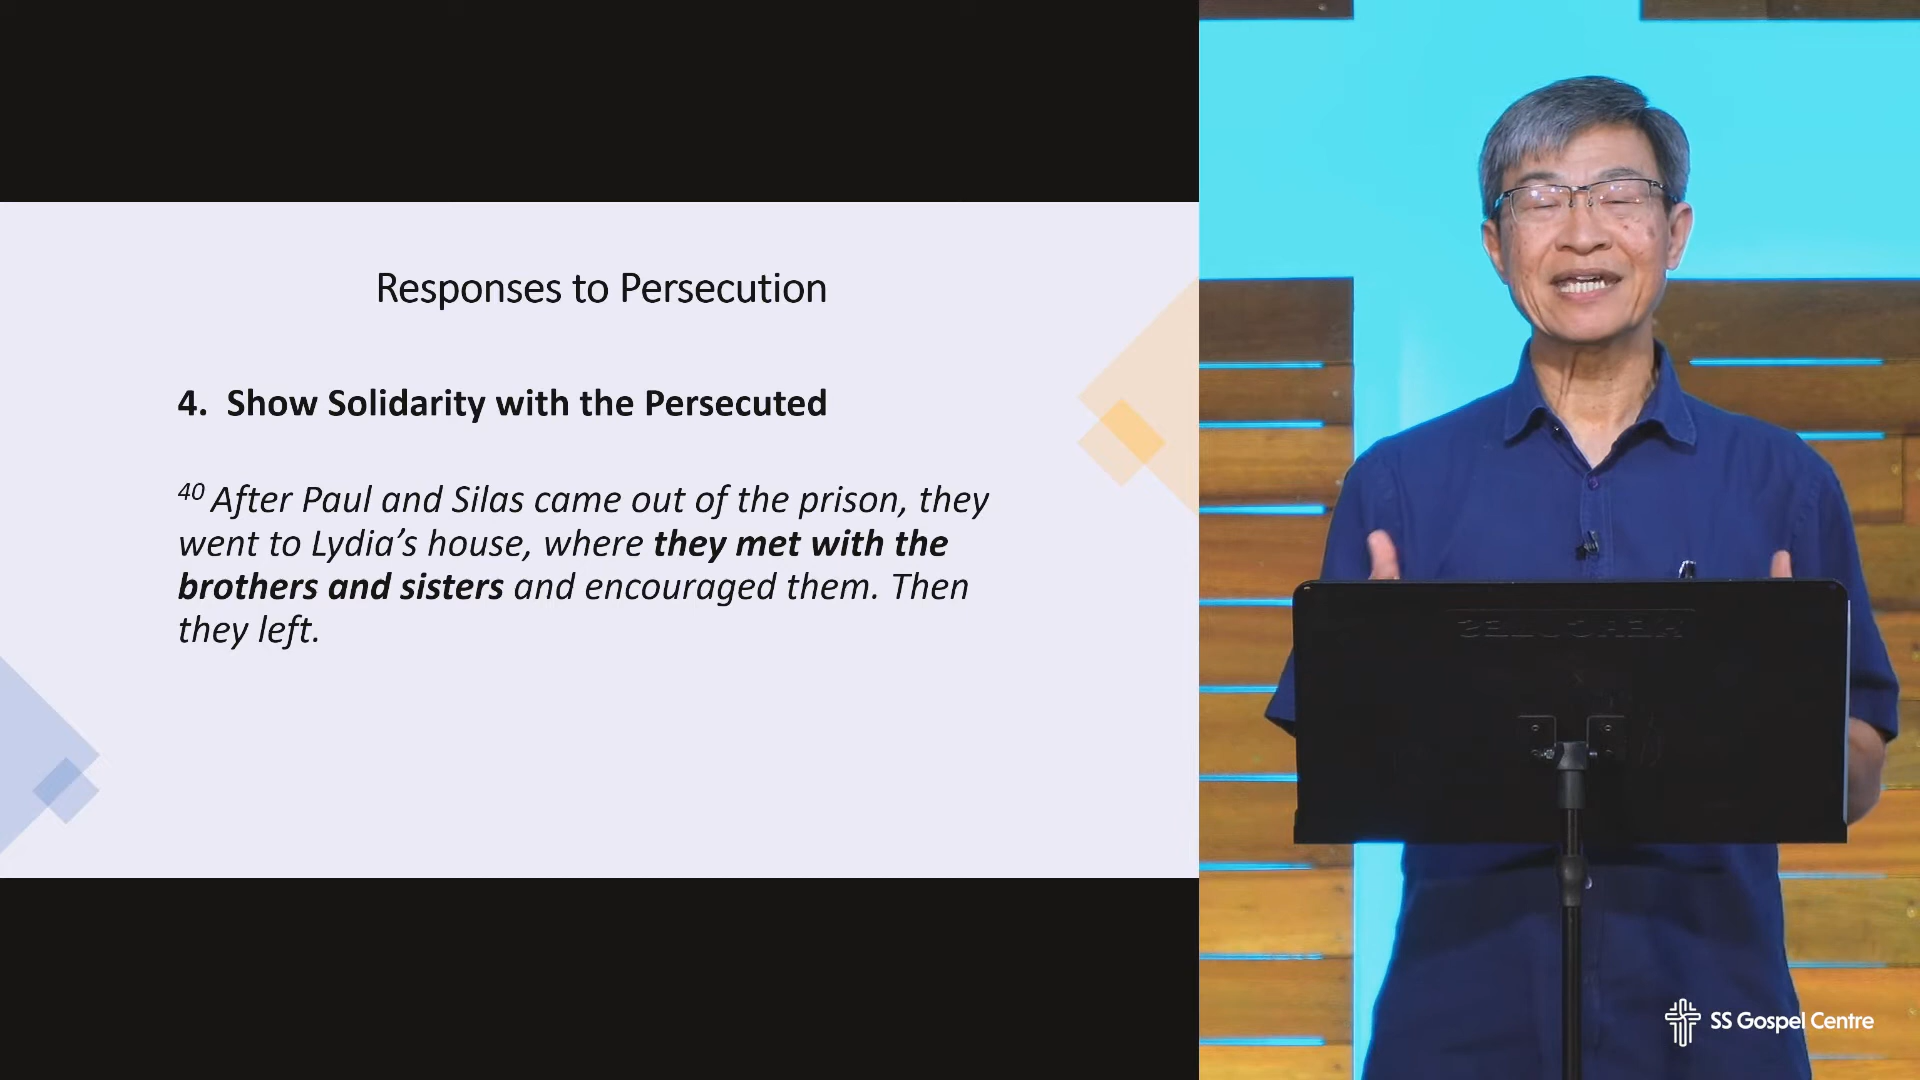 Responses to Persecution
4. Show Solidarity with the Persecuted
40 After Paul and Silas came out of the prison, they
went to Lydia’s house, where they met with the
brothers and sisters and encouraged them. Then
they left.
HERCULES
SS Gospel Centre